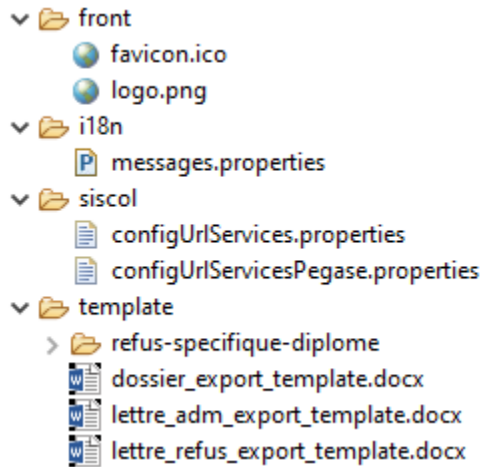 front
favicon.ico
logo.png
i18n
messages.properties
siscol
configUrlServices.properties
configUrlServicesPegase.properties
template
refus-specifique-diplome
dossier_export_template.docx
lettre_adm_export_template.docx
lettre_refus_export_template.docx